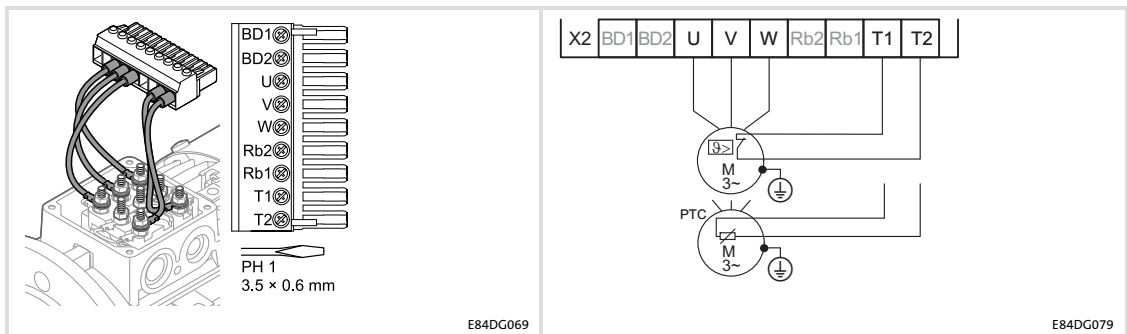 BD1
BD2
U
V
W
Rb2
Rb1
T1
T2
PH 1
3.5 × 0.6 mm
E84DG069
X2 BD1 BD2 U V W Rb2 Rb1 T1 T2
ϑ>
M
3~
PTC
M
3~
E84DG079